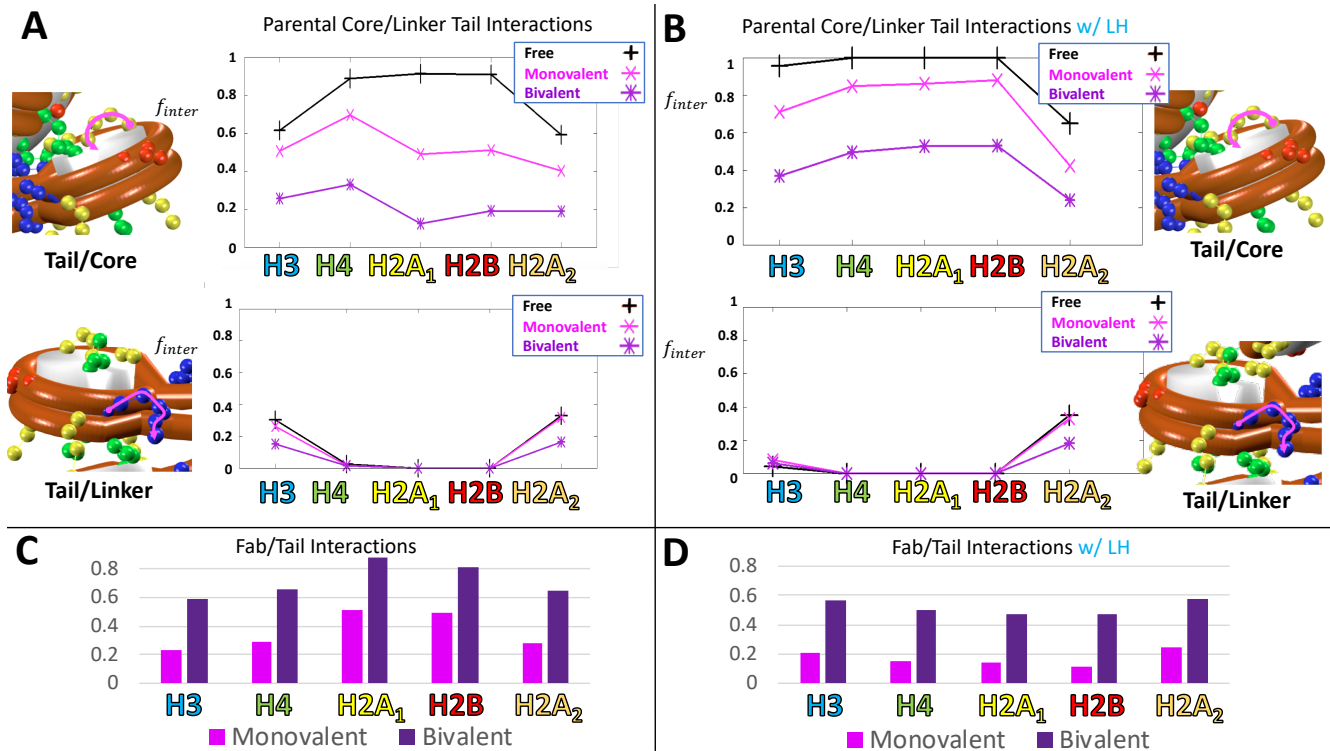 A
Parental Core/Linker Tail Interactions
Free
Monovalent
Bivalent
f_inter
1
0.8
0.6
0.4
0.2
0
H3 H4 H2A₁ H2B H2A₂
Tail/Core
Free
Monovalent
Bivalent
f_inter
1
0.8
0.6
0.4
0.2
0
H3 H4 H2A₁ H2B H2A₂
Tail/Linker
B
Parental Core/Linker Tail Interactions w/ LH
Free
Monovalent
Bivalent
f_inter
1
0.8
0.6
0.4
0.2
0
H3 H4 H2A₁ H2B H2A₂
Tail/Core
Free
Monovalent
Bivalent
f_inter
1
0.8
0.6
0.4
0.2
0
H3 H4 H2A₁ H2B H2A₂
Tail/Linker
C
Fab/Tail Interactions
0.8
0.6
0.4
0.2
0
H3 H4 H2A₁ H2B H2A₂
Monovalent Bivalent
D
Fab/Tail Interactions w/ LH
0.8
0.6
0.4
0.2
0
H3 H4 H2A₁ H2B H2A₂
Monovalent Bivalent